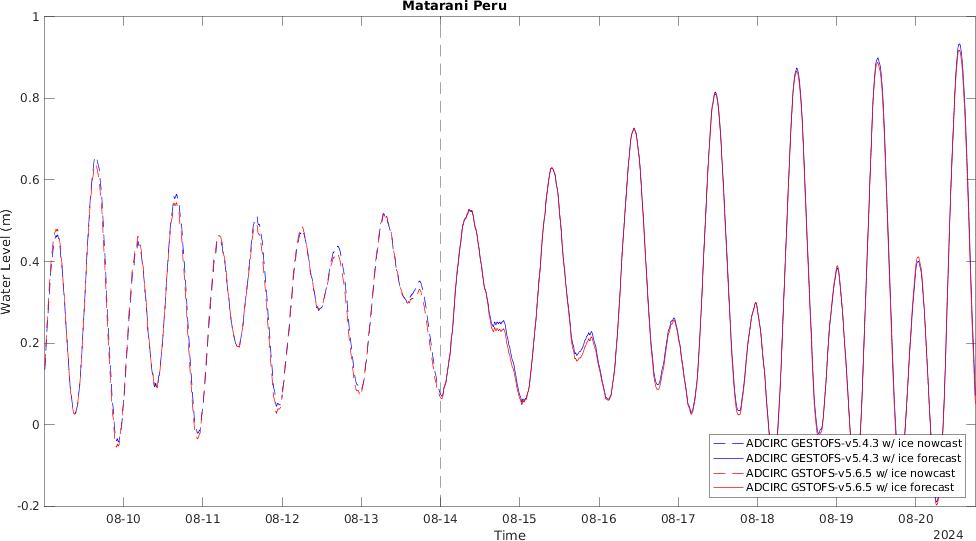 Matarani Peru
Water Level (m)
1
0.8
0.6
0.4
0.2
0
-0.2
08-10 08-11 08-12 08-13 08-14 08-15 08-16 08-17 08-18 08-19 08-20
Time
2024
ADCIRC GESTOFS-v5.4.3 w/ ice nowcast
ADCIRC GESTOFS-v5.4.3 w/ ice forecast
ADCIRC GSTOFS-v5.6.5 w/ ice nowcast
ADCIRC GSTOFS-v5.6.5 w/ ice forecast